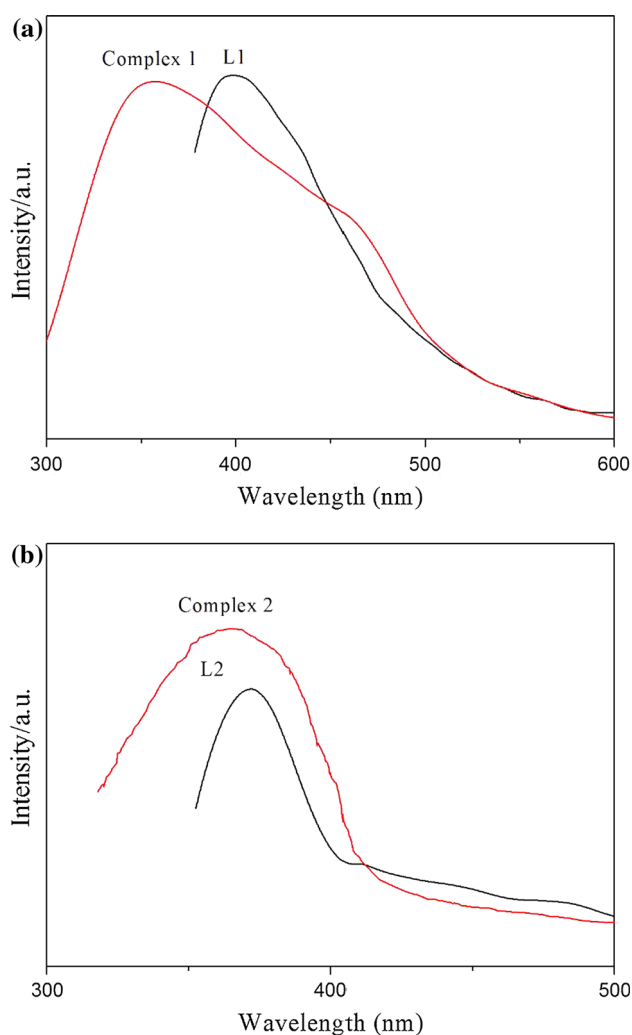 (a)
Complex 1
L1
Intensity/a.u.
300
400
500
600
Wavelength (nm)
(b)
Complex 2
L2
Intensity/a.u.
300
400
500
Wavelength (nm)